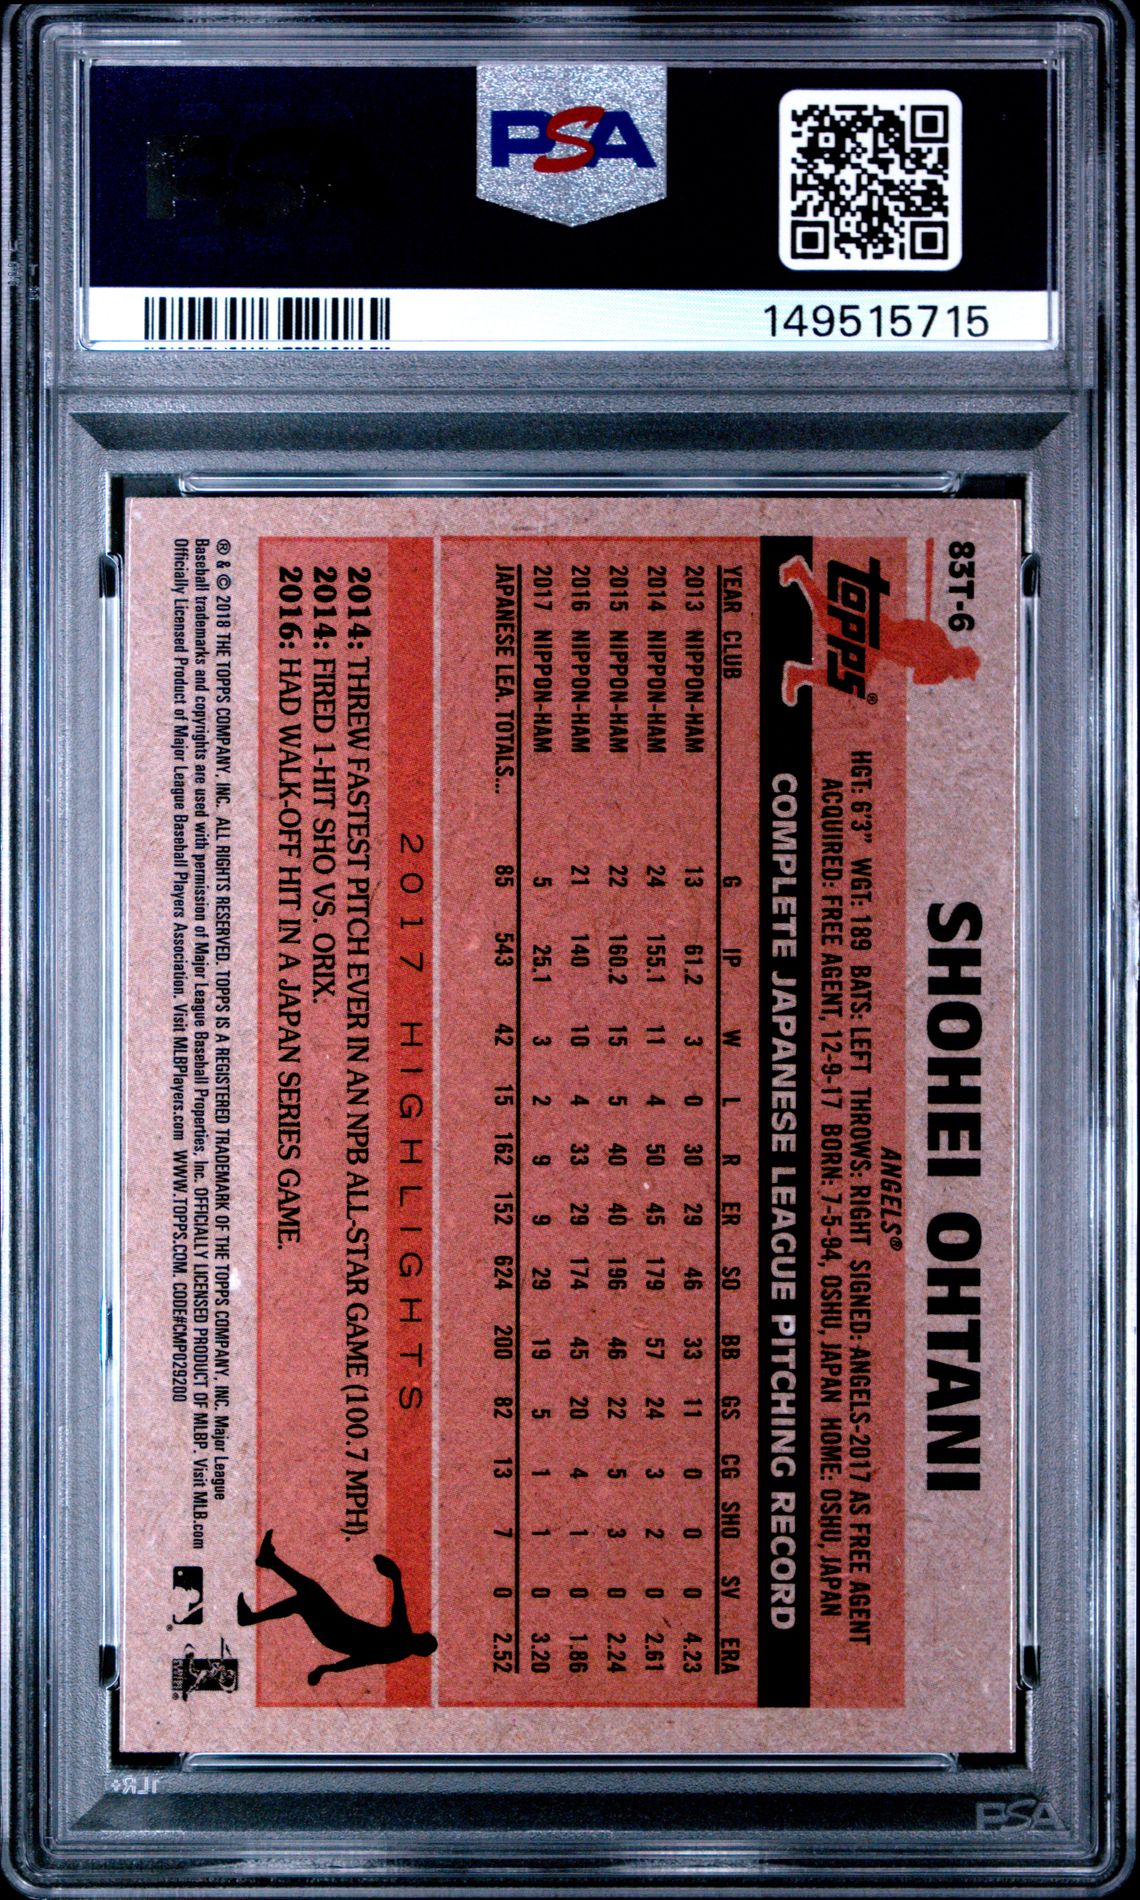 PSA
149515715
83T-6
SHOHEI OHTANI
topps®
ANGELS®
HGT: 6'3" WGT: 189 BATS: LEFT THROWS: RIGHT SIGNED: ANGELS-2017 AS FREE AGENT
ACQUIRED: FREE AGENT, 12-9-17 BORN: 7-5-94, OSHU, JAPAN HOME: OSHU, JAPAN
COMPLETE JAPANESE LEAGUE PITCHING RECORD
YEAR CLUB G IP W L R ER SO BB GS CG SHO SV ERA
2013 NIPPON-HAM 13 61.2 3 0 30 29 46 33 11 0 0 0 4.23
2014 NIPPON-HAM 24 155.1 11 4 50 45 179 57 24 3 2 0 2.61
2015 NIPPON-HAM 22 160.2 15 5 40 40 196 46 22 5 3 0 2.24
2016 NIPPON-HAM 21 140 10 4 33 29 174 45 20 4 1 0 1.86
2017 NIPPON-HAM 5 25.1 3 2 9 9 29 19 5 1 1 0 3.20
JAPANESE LEA. TOTALS... 85 543 42 15 162 152 624 200 82 13 7 0 2.52
2017 HIGHLIGHTS
2014: THREW FASTEST PITCH EVER IN AN NPB ALL-STAR GAME (100.7 MPH).
2014: FIRED 1-HIT SHO VS. ORIX.
2016: HAD WALK-OFF HIT IN A JAPAN SERIES GAME.
® & © 2018 THE TOPPS COMPANY, INC. ALL RIGHTS RESERVED. TOPPS IS A REGISTERED TRADEMARK OF THE TOPPS COMPANY, INC. Major League
Baseball trademarks and copyrights are used with permission of Major League Baseball Properties, Inc. OFFICIALLY LICENSED PRODUCT OF MLBP. Visit MLB.com
Officially Licensed Product of Major League Baseball Players Association. Visit MLBPlayers.com WWW.TOPPS.COM. CODE#CMP029200
PSA